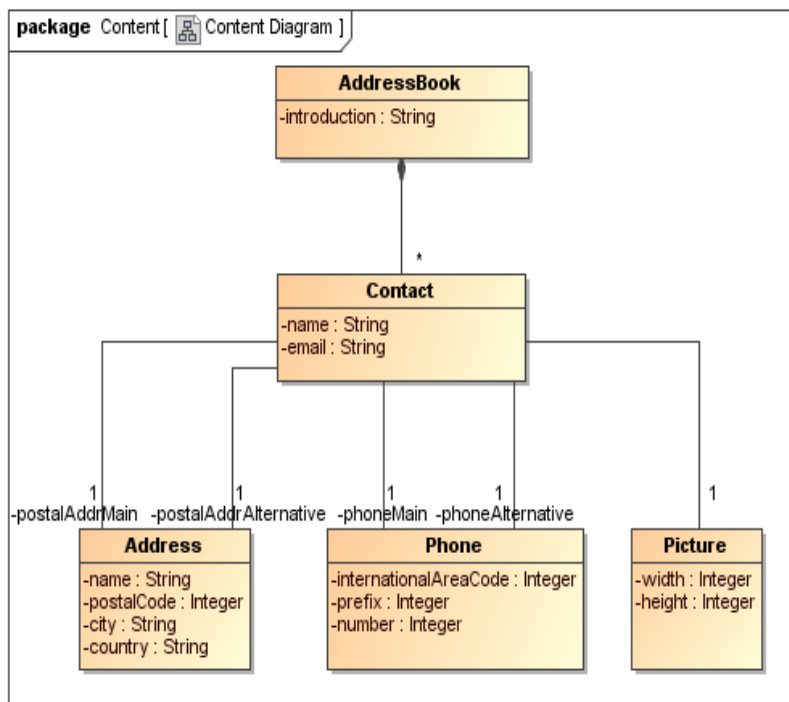 package Content [ Content Diagram ]
AddressBook
-introduction : String
*
Contact
-name : String
-email : String
1 1 1 1 1
-postalAddrMain -postalAddrAlternative -phoneMain -phoneAlternative
Address
-name : String
-postalCode : Integer
-city : String
-country : String
Phone
-internationalAreaCode : Integer
-prefix : Integer
-number : Integer
Picture
-width : Integer
-height : Integer